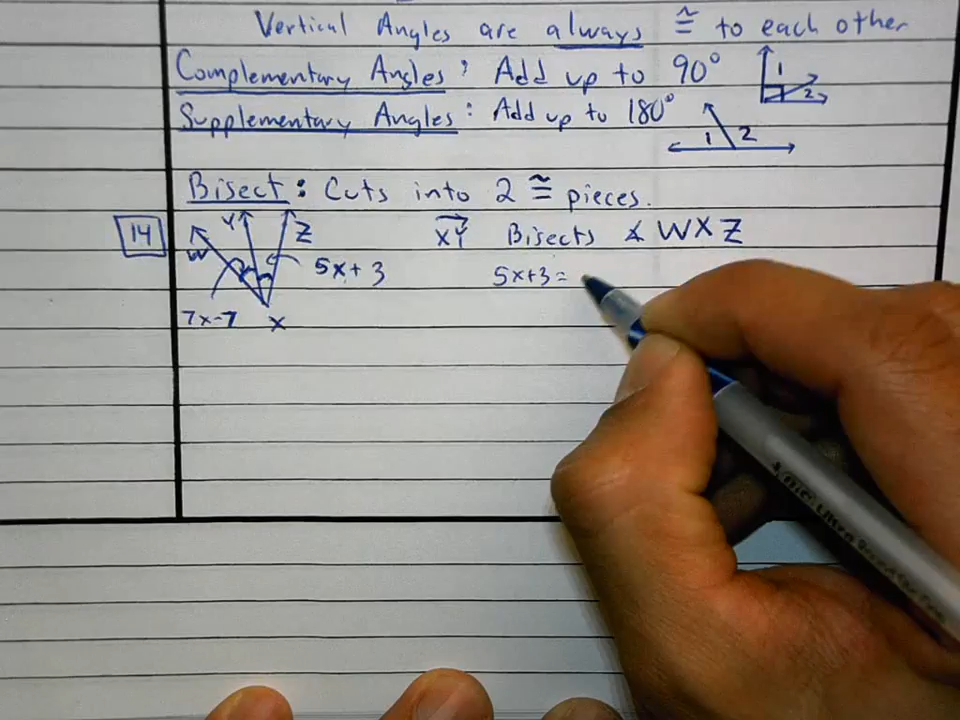 Vertical Angles are always ≅ to each other
Complementary Angles: Add up to 90° 1 2
Supplementary Angles: Add up to 180° 1 2
Bisect: Cuts into 2 ≅ pieces.
14 W Y Z XY Bisects ∡ WXZ
5x+3 5x+3=
7x-7 X